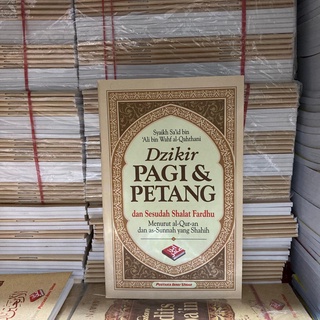 Syaikh Sa'id bin
'Ali bin Wahf al-Qahthani
Dzikir
PAGI &
PETANG
dan Sesudah Shalat Fardhu
Menurut al-Qur-an
dan as-Sunnah yang Shahih